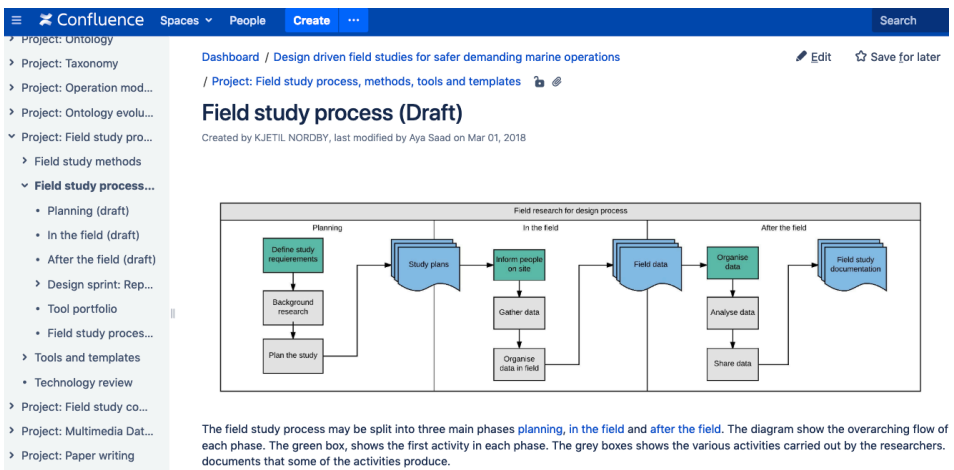 Confluence Spaces People Create ··· Search
Project: Ontology
Project: Taxonomy
Project: Operation mod...
Project: Ontology evolu...
Project: Field study pro...
Field study methods
Field study process...
Planning (draft)
In the field (draft)
After the field (draft)
Design sprint: Rep...
Tool portfolio
Field study proces...
Tools and templates
Technology review
Project: Field study co...
Project: Multimedia Dat...
Project: Paper writing
Dashboard / Design driven field studies for safer demanding marine operations
/ Project: Field study process, methods, tools and templates
Edit Save for later
Field study process (Draft)
Created by KJETIL NORDBY, last modified by Aya Saad on Mar 01, 2018
Field research for design process
Planning
Define study
requierements
Background
research
Plan the study
Study plans
In the field
Inform people
on site
Gather data
Organise
data in field
Field data
After the field
Organise
data
Analyse data
Share data
Field study
documentation
The field study process may be split into three main phases planning, in the field and after the field. The diagram show the overarching flow of
each phase. The green box, shows the first activity in each phase. The grey boxes shows the various activities carried out by the researchers.
documents that some of the activities produce.